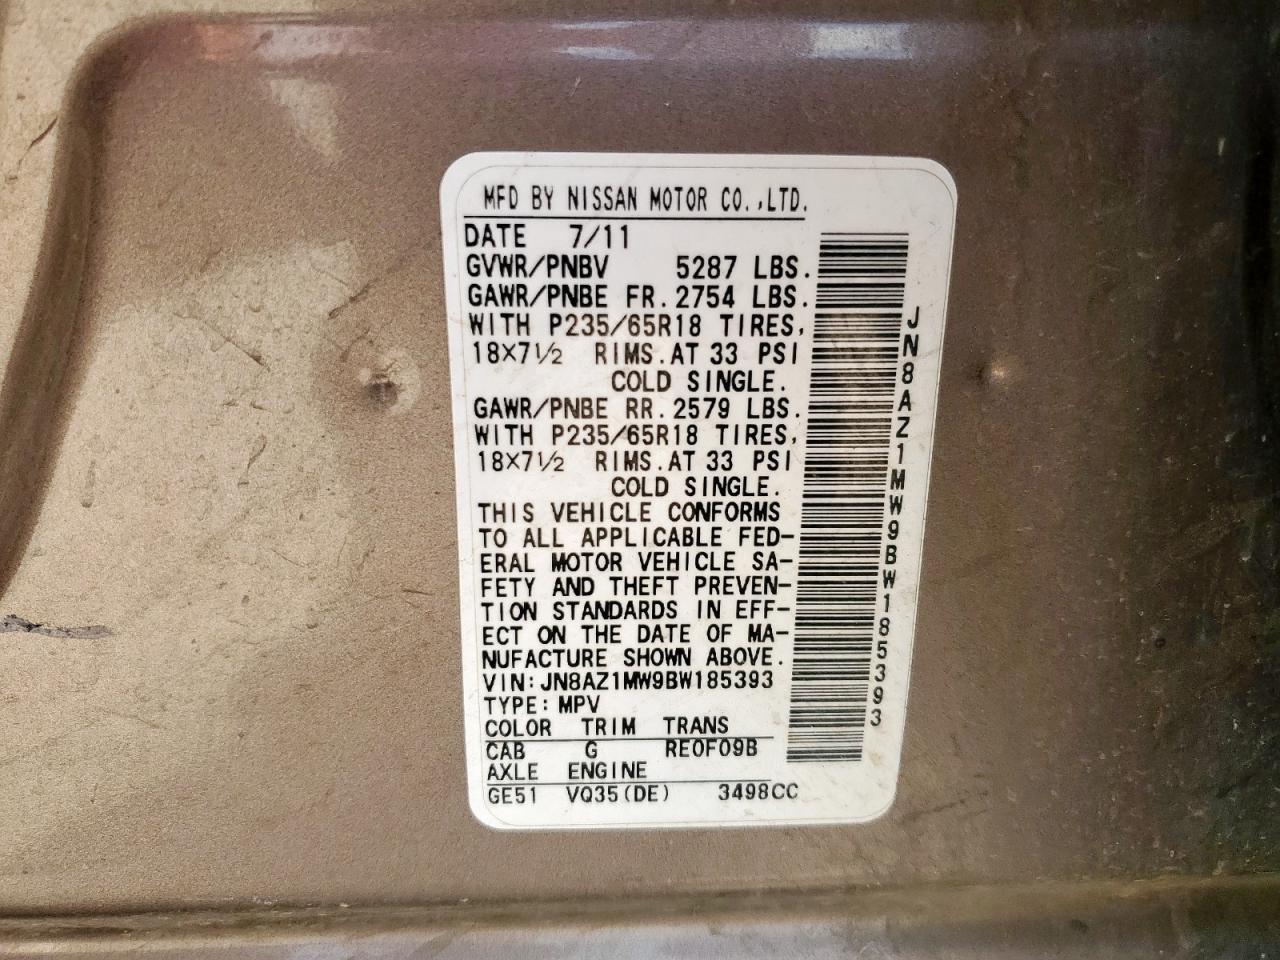 MFD BY NISSAN MOTOR CO.,LTD.
DATE 7/11
GVWR/PNBV 5287 LBS.
GAWR/PNBE FR. 2754 LBS.
WITH P235/65R18 TIRES,
18×7½ RIMS. AT 33 PSI
COLD SINGLE.
GAWR/PNBE RR. 2579 LBS.
WITH P235/65R18 TIRES,
18×7½ RIMS. AT 33 PSI
COLD SINGLE.
THIS VEHICLE CONFORMS
TO ALL APPLICABLE FED-
ERAL MOTOR VEHICLE SA-
FETY AND THEFT PREVEN-
TION STANDARDS IN EFF-
ECT ON THE DATE OF MA-
NUFACTURE SHOWN ABOVE.
VIN: JN8AZ1MW9BW185393
TYPE: MPV
COLOR TRIM TRANS
CAB G RE0F09B
AXLE ENGINE
GE51 VQ35(DE) 3498CC
JN8AZ1MW9BW185393